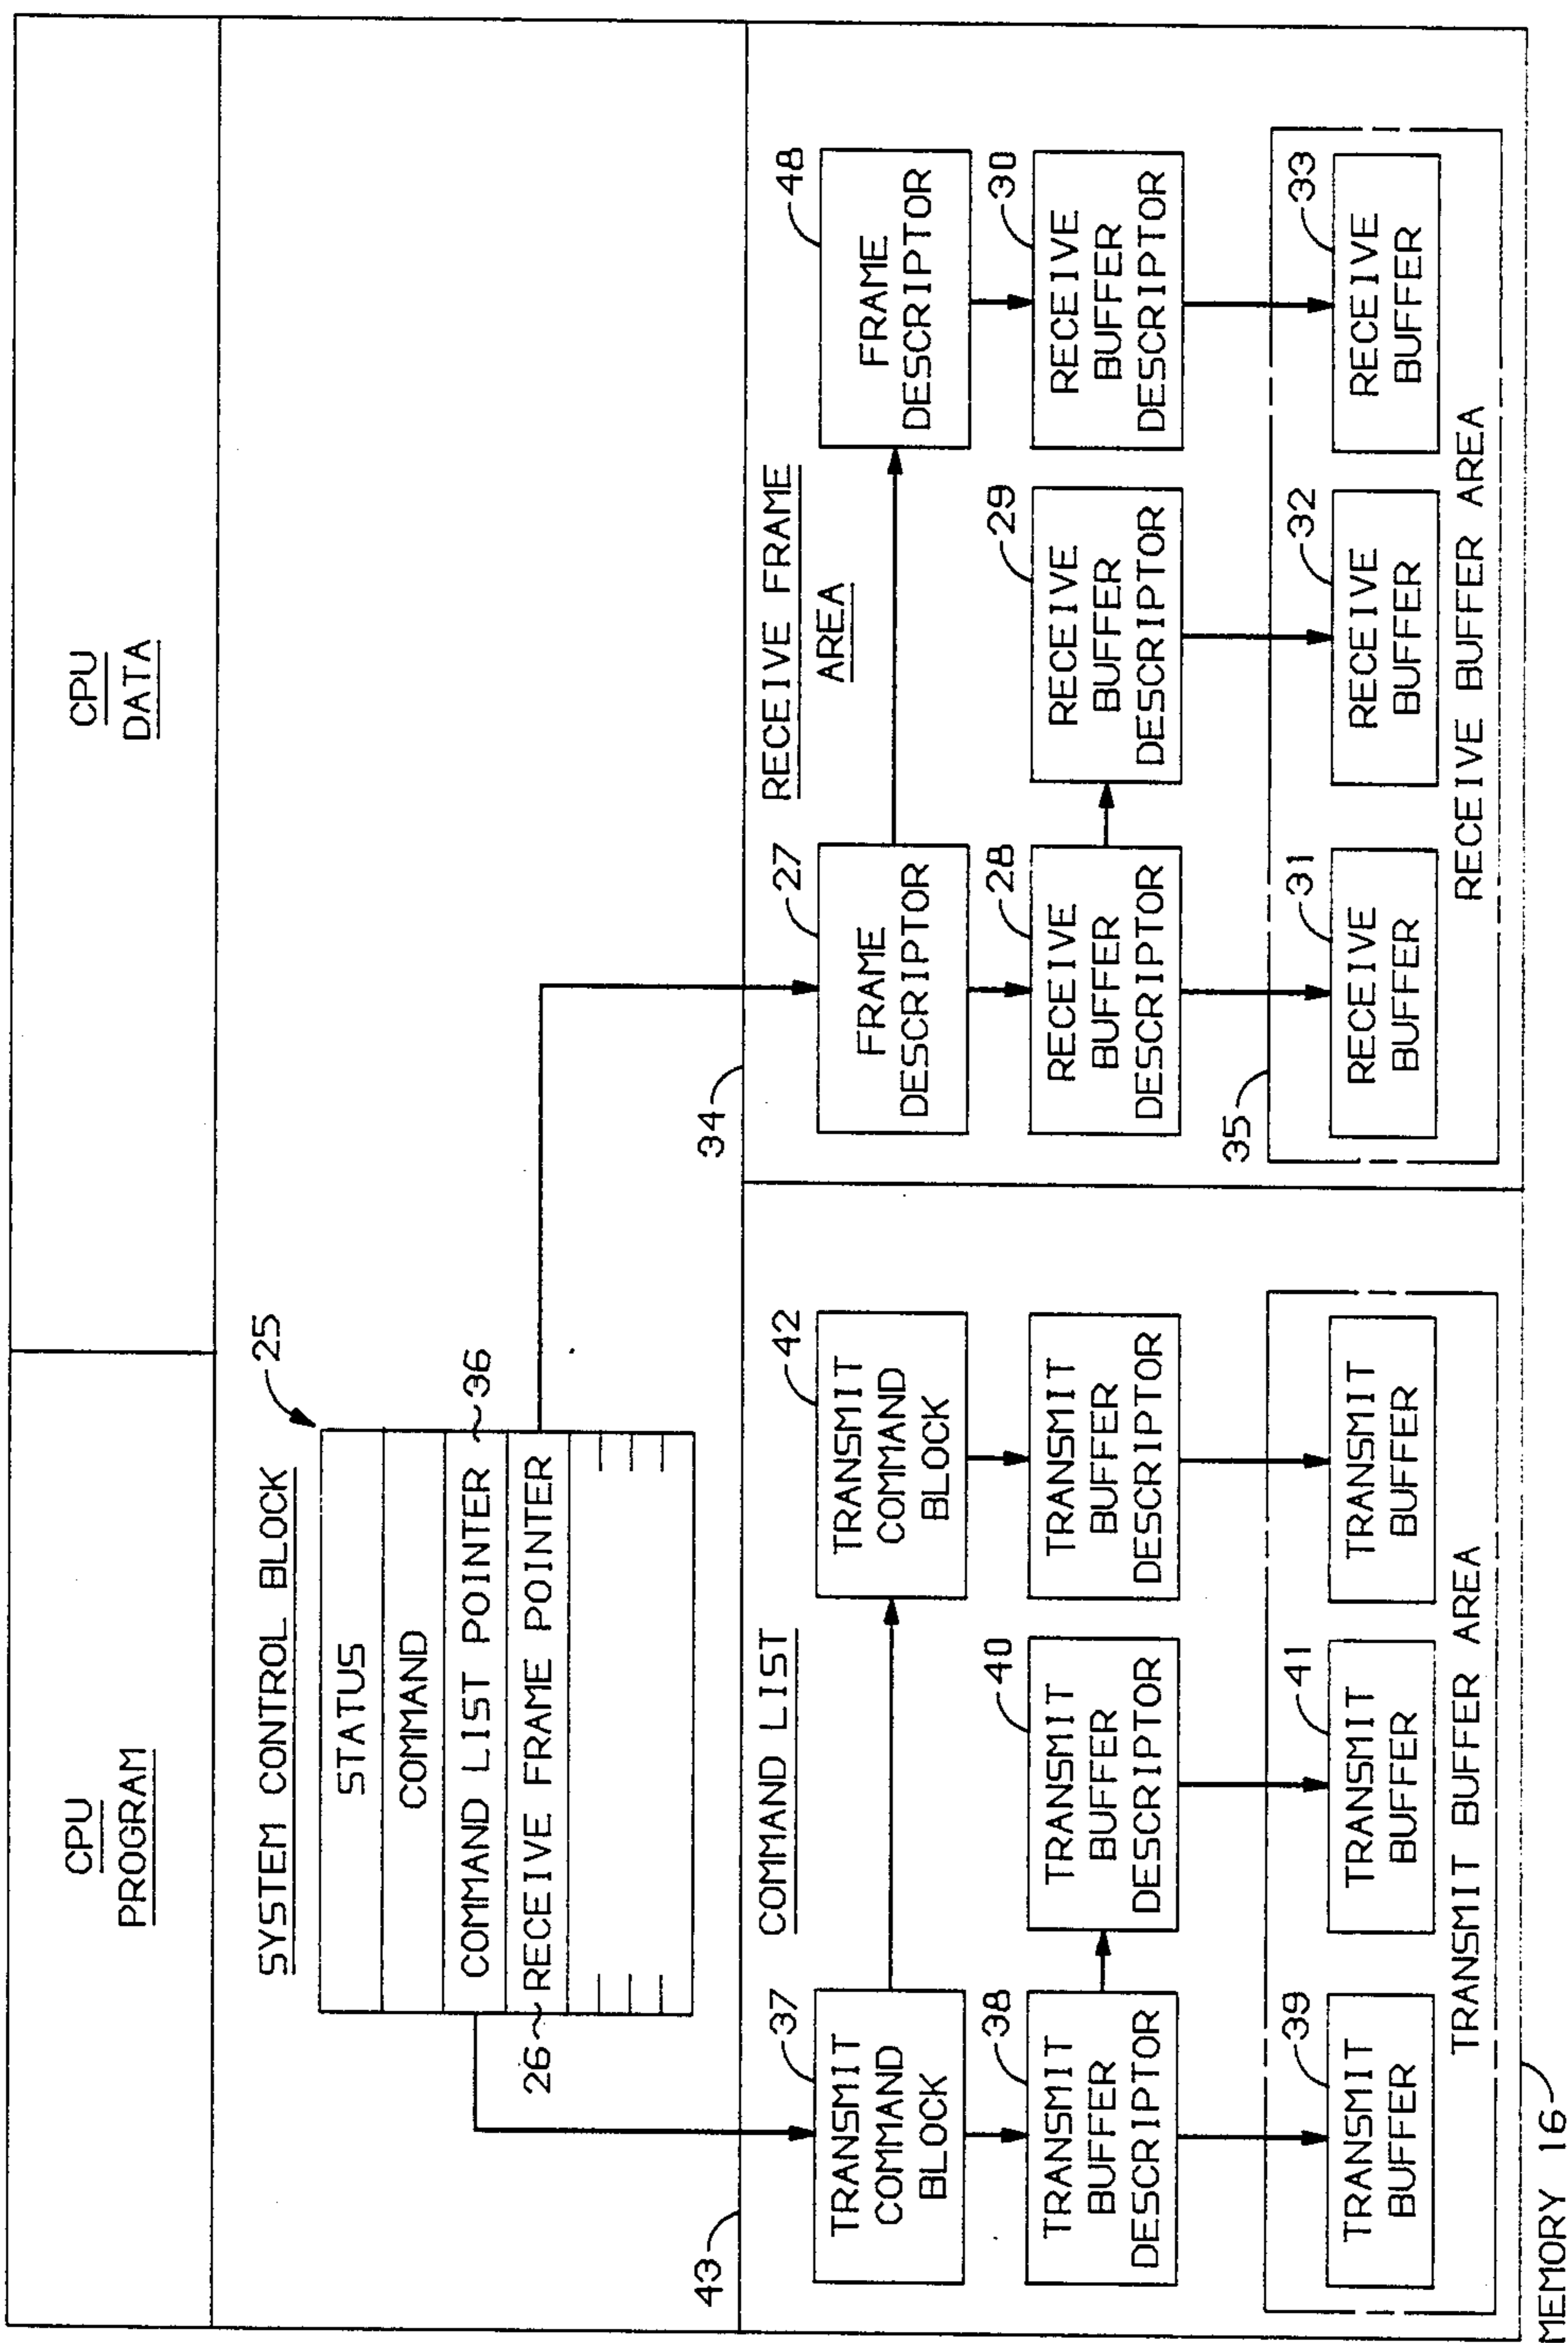 CPU
PROGRAM
CPU
DATA
SYSTEM CONTROL BLOCK
25
STATUS
COMMAND
COMMAND LIST POINTER
36
26
RECEIVE FRAME POINTER
43
COMMAND LIST
37
TRANSMIT
COMMAND
BLOCK
42
TRANSMIT
COMMAND
BLOCK
38
TRANSMIT
BUFFER
DESCRIPTOR
40
TRANSMIT
BUFFER
DESCRIPTOR
TRANSMIT
BUFFER
DESCRIPTOR
39
TRANSMIT
BUFFER
41
TRANSMIT
BUFFER
TRANSMIT
BUFFER
TRANSMIT BUFFER AREA
34
RECEIVE FRAME
AREA
27
FRAME
DESCRIPTOR
48
FRAME
DESCRIPTOR
28
RECEIVE
BUFFER
DESCRIPTOR
29
RECEIVE
BUFFER
DESCRIPTOR
30
RECEIVE
BUFFER
DESCRIPTOR
35
31
RECEIVE
BUFFER
32
RECEIVE
BUFFER
33
RECEIVE
BUFFER
RECEIVE BUFFER AREA
MEMORY 16